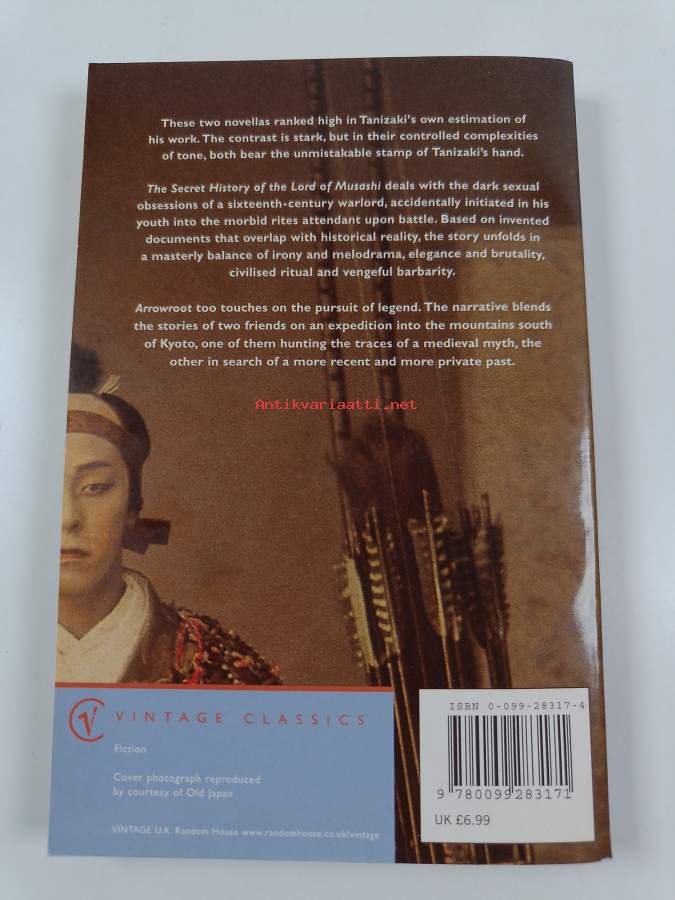 These two novellas ranked high in Tanizaki's own estimation of
his work. The contrast is stark, but in their controlled complexities
of tone, both bear the unmistakable stamp of Tanizaki's hand.
The Secret History of the Lord of Musashi deals with the dark sexual
obsessions of a sixteenth-century warlord, accidentally initiated in his
youth into the morbid rites attendant upon battle. Based on invented
documents that overlap with historical reality, the story unfolds in
a masterly balance of irony and melodrama, elegance and brutality,
civilised ritual and vengeful barbarity.
Arrowroot too touches on the pursuit of legend. The narrative blends
the stories of two friends on an expedition into the mountains south
of Kyoto, one of them hunting the traces of a medieval myth, the
other in search of a more recent and more private past.
Antikvariaatti.net
V VINTAGE CLASSICS
Fiction
Cover photograph reproduced
by courtesy of Old Japan
VINTAGE U.K. Random House www.randomhouse.co.uk/vintage
ISBN 0-099-28317-4
9 780099 283171
UK £6.99